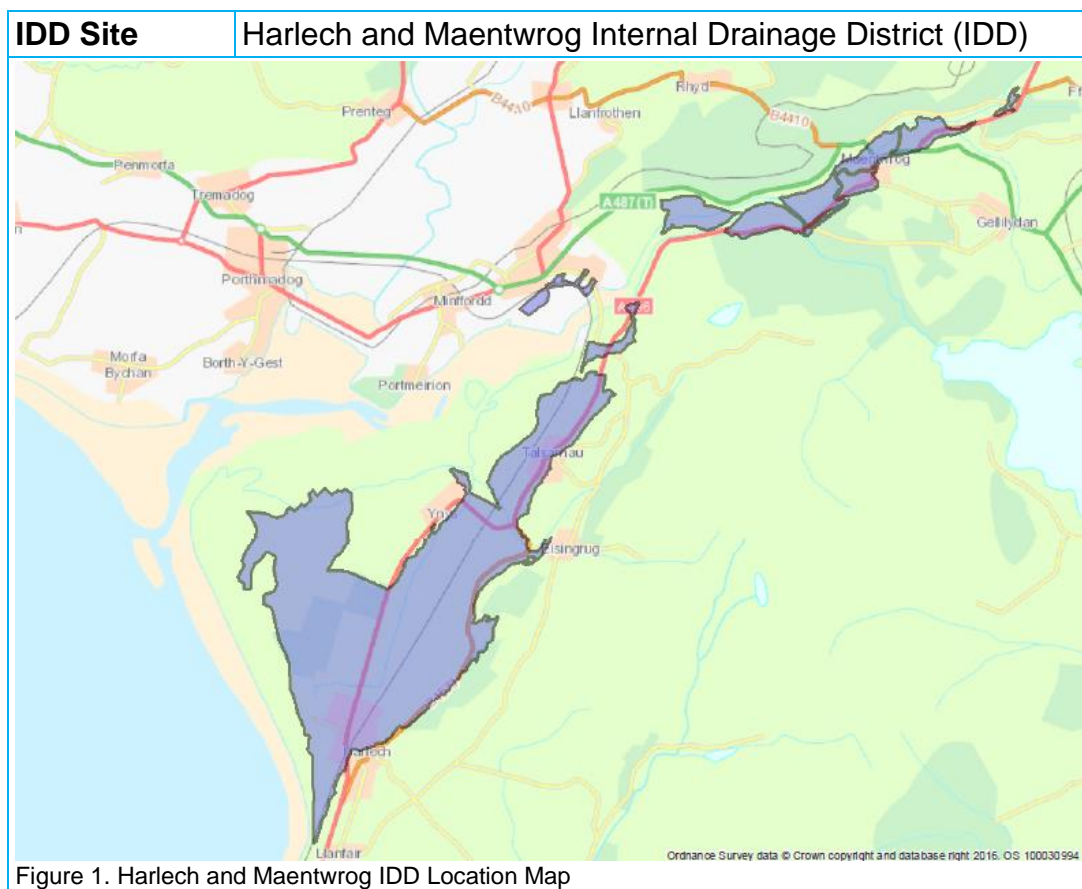 IDD Site
Harlech and Maentwrog Internal Drainage District (IDD)
Rhyd
B4410
Prenteg
B4410
Llanfrothen
B4410
Penmorfa
Maentwrog
Tremadog
A487(T)
Gellilydan
Porthmadog
Minffordd
Morfa
Bychan
Borth-Y-Gest
Portmeirion
Talsarnau
Eisingrug
Harlech
Llanfair
Ordnance Survey data © Crown copyright and database right 2016. OS 100030994
Figure 1. Harlech and Maentwrog IDD Location Map